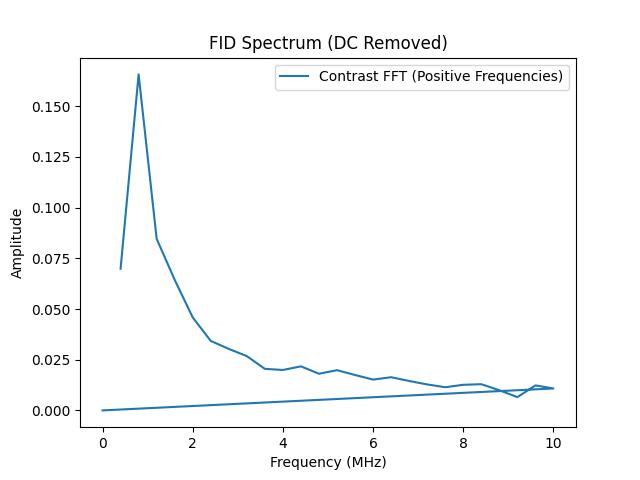 FID Spectrum (DC Removed)
Contrast FFT (Positive Frequencies)
Amplitude
0.150
0.125
0.100
0.075
0.050
0.025
0.000
0 2 4 6 8 10
Frequency (MHz)